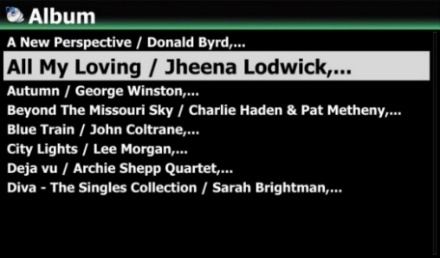 Album
A New Perspective / Donald Byrd,...
All My Loving / Jheena Lodwick,...
Autumn / George Winston,...
Beyond The Missouri Sky / Charlie Haden & Pat Metheny,...
Blue Train / John Coltrane,...
City Lights / Lee Morgan,...
Deja vu / Archie Shepp Quartet,...
Diva - The Singles Collection / Sarah Brightman,...